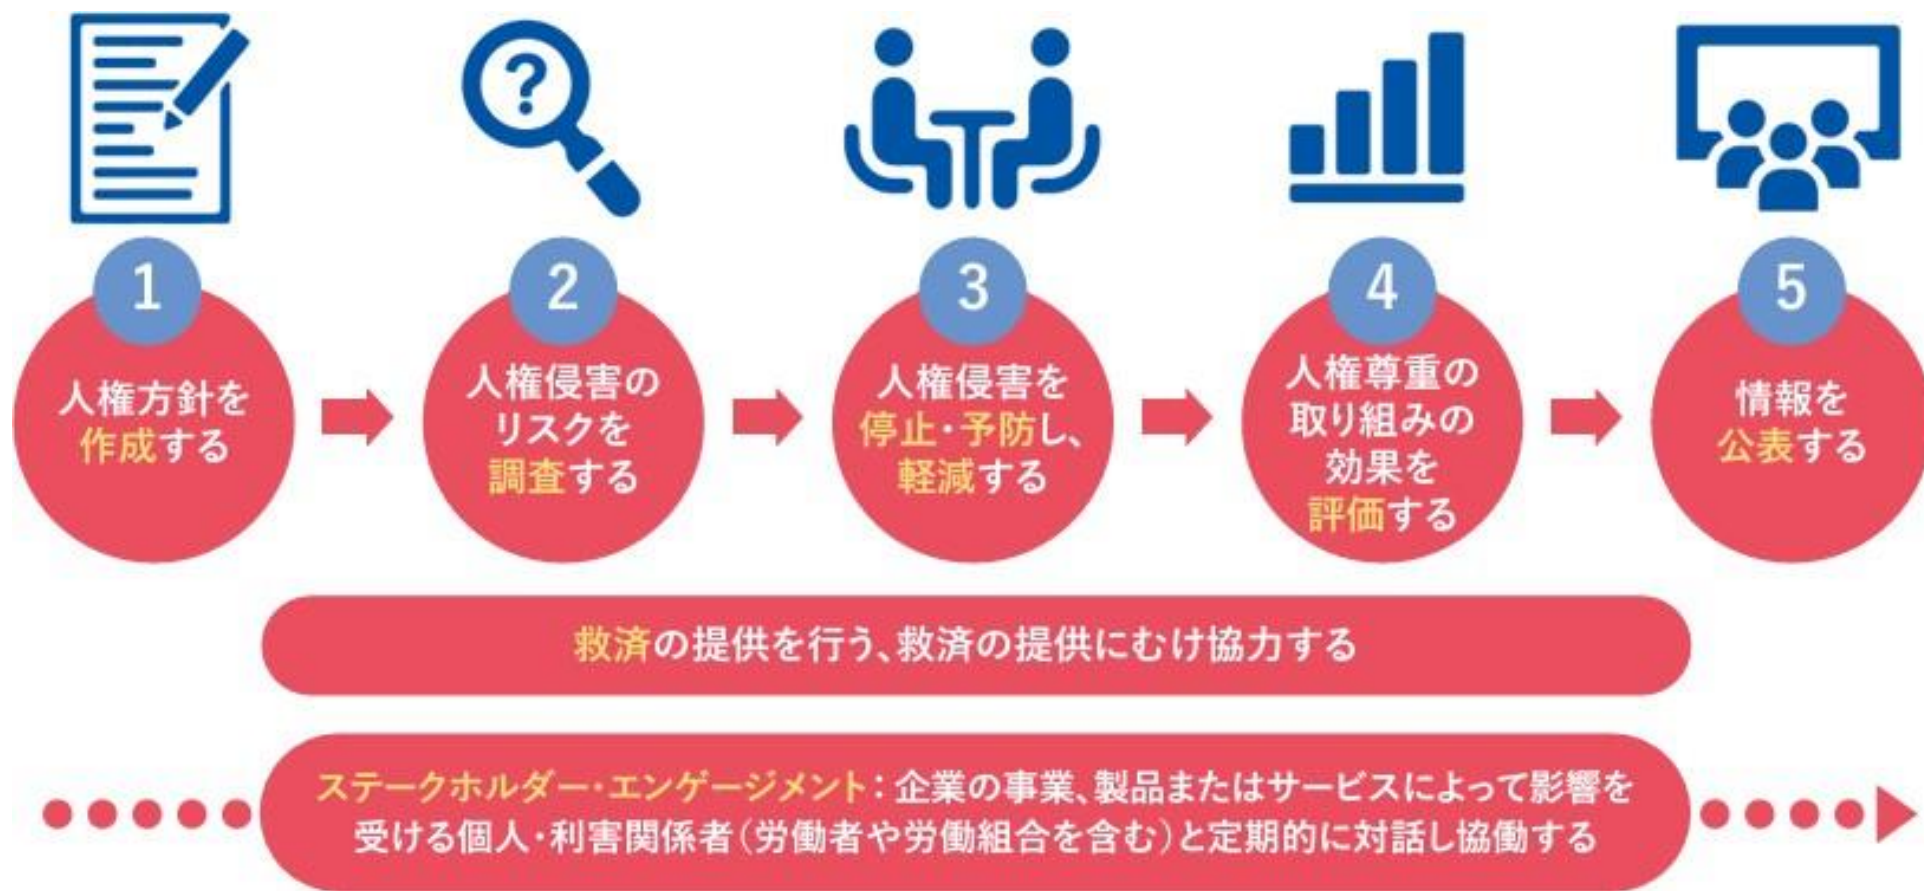 ?
1
人権方針を
作成する
2
人権侵害の
リスクを
調査する
3
人権侵害を
停止・予防し、
軽減する
4
人権尊重の
取り組みの
効果を
評価する
5
情報を
公表する
救済の提供を行う、救済の提供にむけ協力する
ステークホルダー・エンゲージメント：企業の事業、製品またはサービスによって影響を
受ける個人・利害関係者（労働者や労働組合を含む）と定期的に対話し協働する